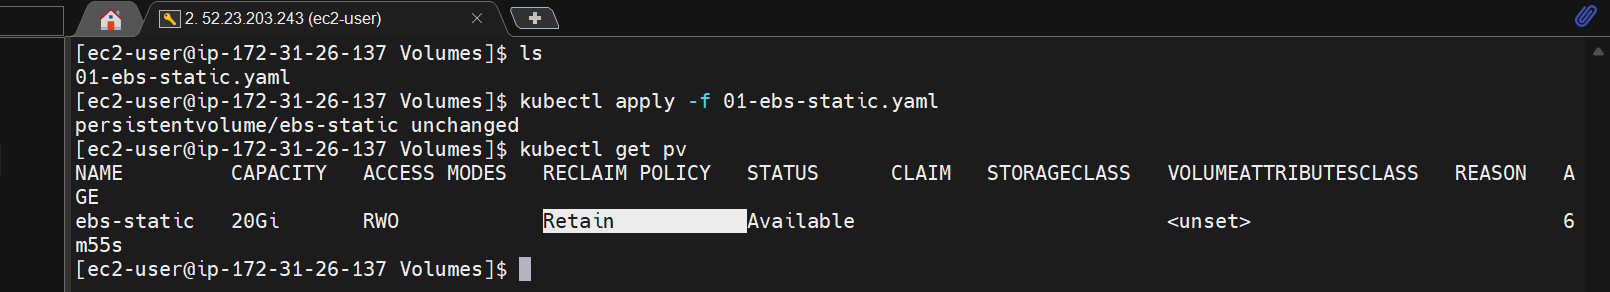 2. 52.23.203.243 (ec2-user)
[ec2-user@ip-172-31-26-137 Volumes]$ ls
01-ebs-static.yaml
[ec2-user@ip-172-31-26-137 Volumes]$ kubectl apply -f 01-ebs-static.yaml
persistentvolume/ebs-static unchanged
[ec2-user@ip-172-31-26-137 Volumes]$ kubectl get pv
NAME         CAPACITY   ACCESS MODES   RECLAIM POLICY   STATUS      CLAIM   STORAGECLASS   VOLUMEATTRIBUTESCLASS   REASON   A
GE
ebs-static   20Gi       RWO            Retain           Available                          <unset>                          6
m55s
[ec2-user@ip-172-31-26-137 Volumes]$